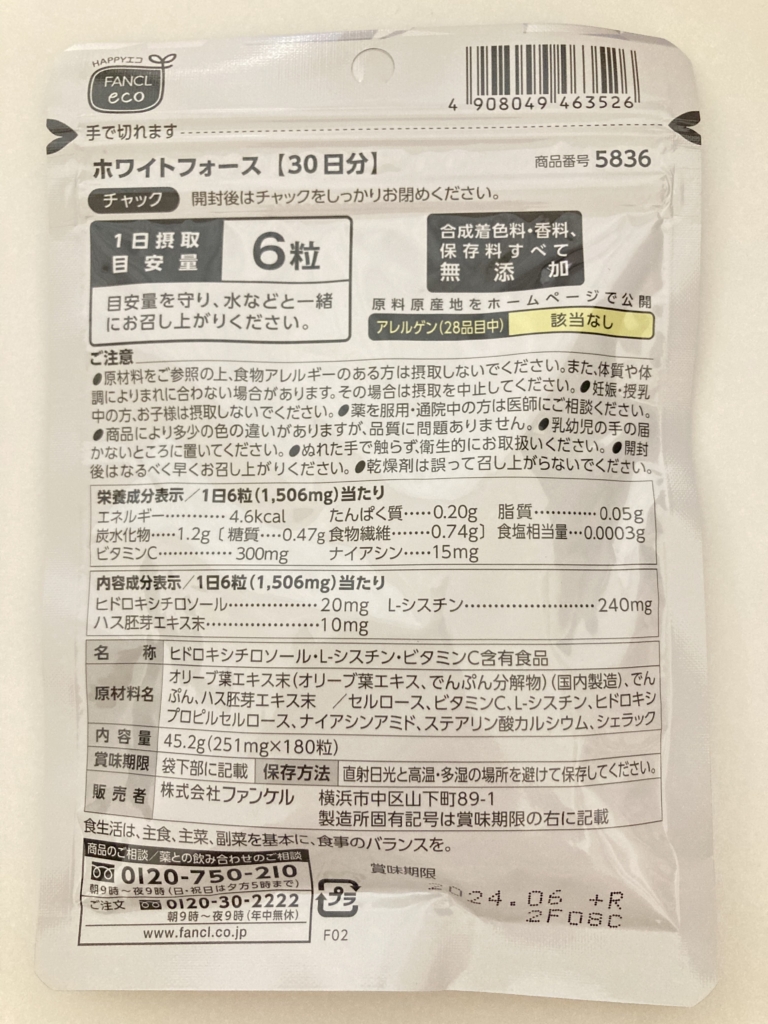 HAPPYエコ
FANCL
eco
4 908049 463526
手で切れます
ホワイトフォース【30日分】
商品番号 5836
チャック 開封後はチャックをしっかりお閉めください。
1日摂取
目安量
6粒
目安量を守り、水などと一緒
にお召し上がりください。
合成着色料・香料、
保存料すべて
無添加
原料原産地をホームページで公開
アレルゲン(28品目中) 該当なし
ご注意
●原材料をご参照の上、食物アレルギーのある方は摂取しないでください。また、体質や体
調によりまれに合わない場合があります。その場合は摂取を中止してください。●妊娠・授乳
中の方、お子様は摂取しないでください。●薬を服用・通院中の方は医師にご相談ください。
●商品により多少の色の違いがありますが、品質に問題ありません。●乳幼児の手の届
かないところに置いてください。●ぬれた手で触らず、衛生的にお取扱いください。●開封
後はなるべく早くお召し上がりください。●乾燥剤は誤って召し上がらないでください。
栄養成分表示/1日6粒(1,506mg)当たり
エネルギー………… 4.6kcal たんぱく質……0.20g 脂質…………0.05g
炭水化物……1.2g〔糖質……0.47g 食物繊維………0.74g〕食塩相当量…0.0003g
ビタミンC…………… 300mg ナイアシン……15mg
内容成分表示/1日6粒(1,506mg)当たり
ヒドロキシチロソール………………20mg L-シスチン………………………240mg
ハス胚芽エキス末…………………10mg
名称 ヒドロキシチロソール・L-シスチン・ビタミンC含有食品
原材料名 オリーブ葉エキス末(オリーブ葉エキス、でんぷん分解物)(国内製造)、でん
ぷん、ハス胚芽エキス末 /セルロース、ビタミンC、L-シスチン、ヒドロキシ
プロピルセルロース、ナイアシンアミド、ステアリン酸カルシウム、シェラック
内容量 45.2g(251mg×180粒)
賞味期限 袋下部に記載 保存方法 直射日光と高温・多湿の場所を避けて保存してください。
販売者 株式会社ファンケル 横浜市中区山下町89-1
製造所固有記号は賞味期限の右に記載
食生活は、主食、主菜、副菜を基本に、食事のバランスを。
商品のご相談/薬との飲み合わせのご相談
0120-750-210
朝9時〜夜9時(日・祝日は夕方5時まで)
ご注文 0120-30-2222
朝9時〜夜9時(年中無休)
www.fancl.co.jp
プラ
F02
賞味期限
2024.06 +R
2F08C